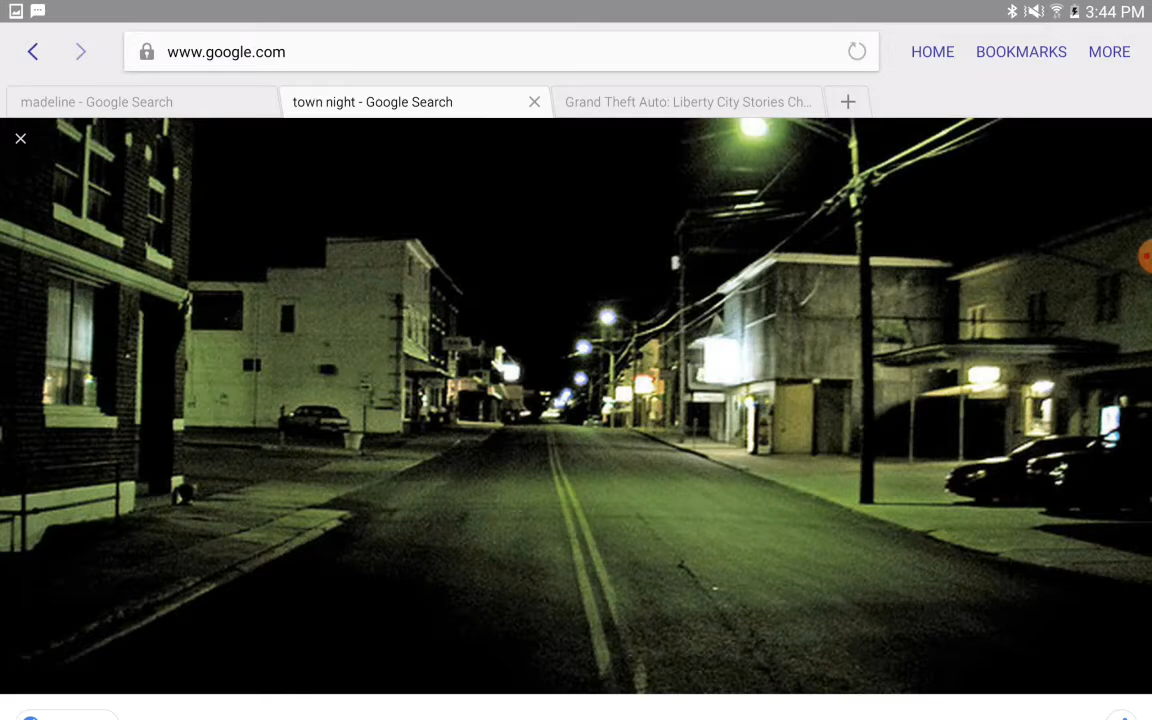 3:44 PM
www.google.com
HOME BOOKMARKS MORE
madeline - Google Search
town night - Google Search
Grand Theft Auto: Liberty City Stories Ch...